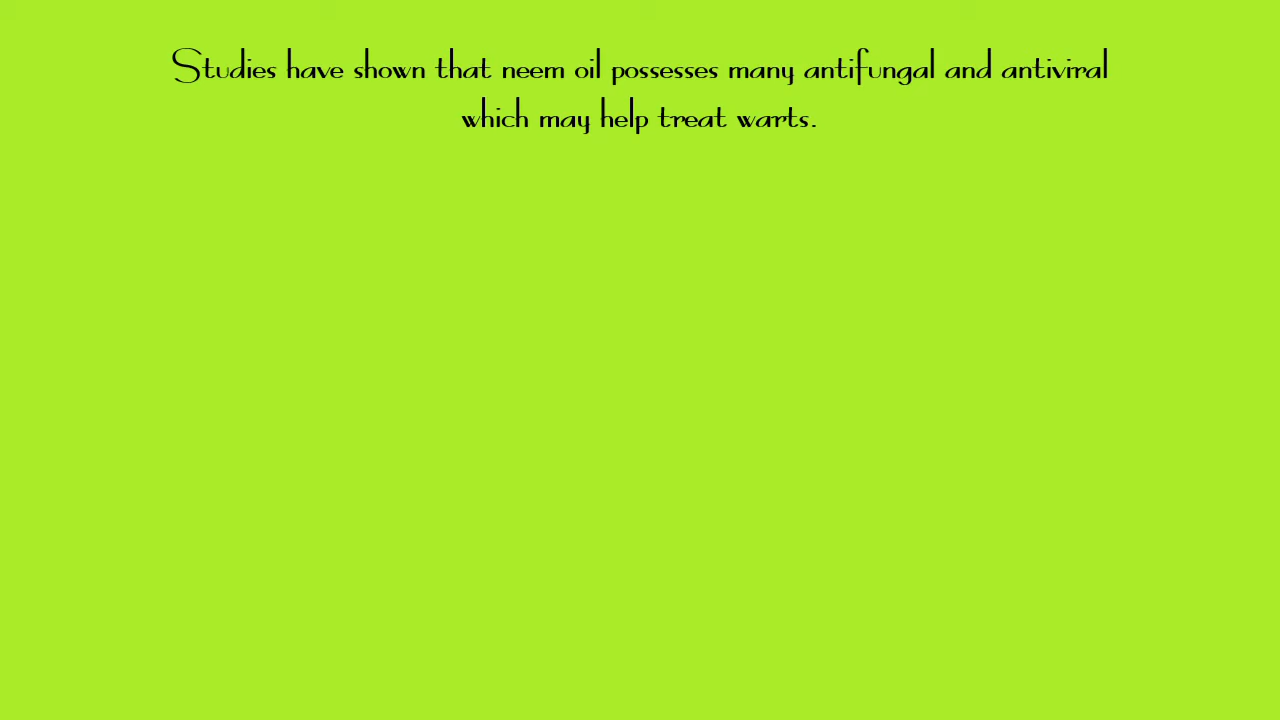 Studies have shown that neem oil possesses many antifungal and antiviral
which may help treat warts.